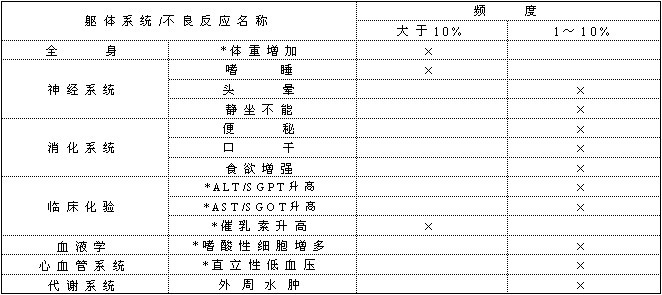 躯体系统/不良反应名称 频 度
大于10% 1～10%
全 身 *体重增加 ×
嗜 睡 ×
神经系统 头 晕 ×
静坐不能 ×
便 秘 ×
消化系统 口 干 ×
食欲增强 ×
*ALT/SGPT升高 ×
临床化验 *AST/SGOT升高 ×
*催乳素升高 ×
血液学 *嗜酸性细胞增多 ×
心血管系统 *直立性低血压 ×
代谢系统 外周水肿 ×